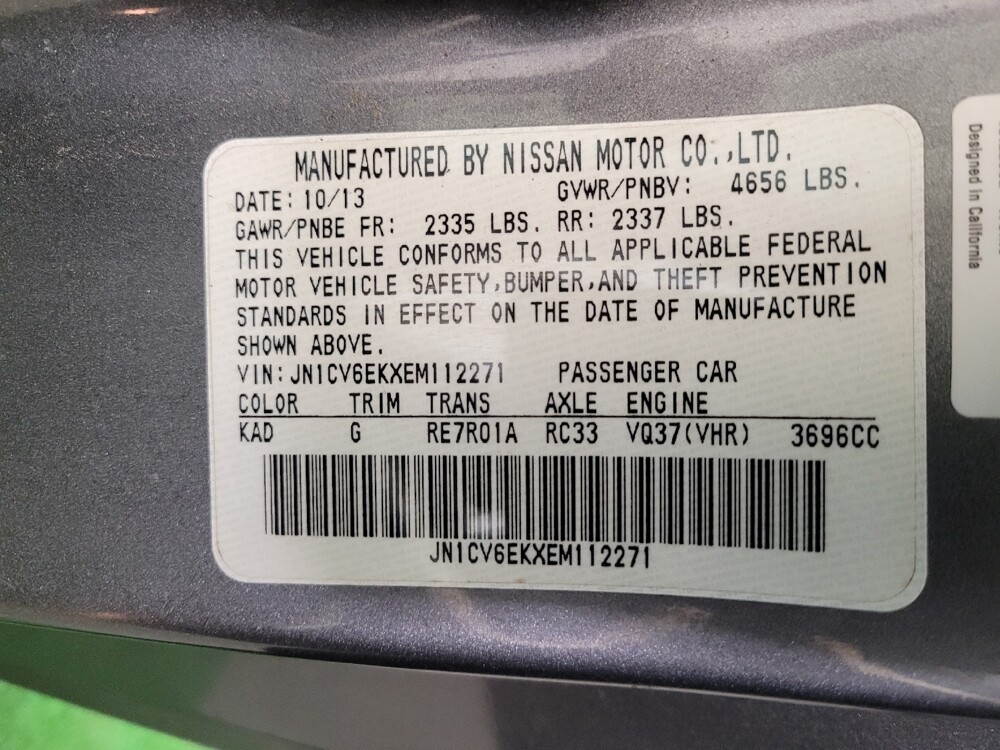 MANUFACTURED BY NISSAN MOTOR CO.,LTD.
DATE: 10/13 GVWR/PNBV: 4656 LBS.
GAWR/PNBE FR: 2335 LBS. RR: 2337 LBS.
THIS VEHICLE CONFORMS TO ALL APPLICABLE FEDERAL
MOTOR VEHICLE SAFETY,BUMPER,AND THEFT PREVENTION
STANDARDS IN EFFECT ON THE DATE OF MANUFACTURE
SHOWN ABOVE.
VIN:JN1CV6EKXEM112271 PASSENGER CAR
COLOR TRIM TRANS AXLE ENGINE
KAD G RE7R01A RC33 VQ37(VHR) 3696CC
JN1CV6EKXEM112271
Designed in California